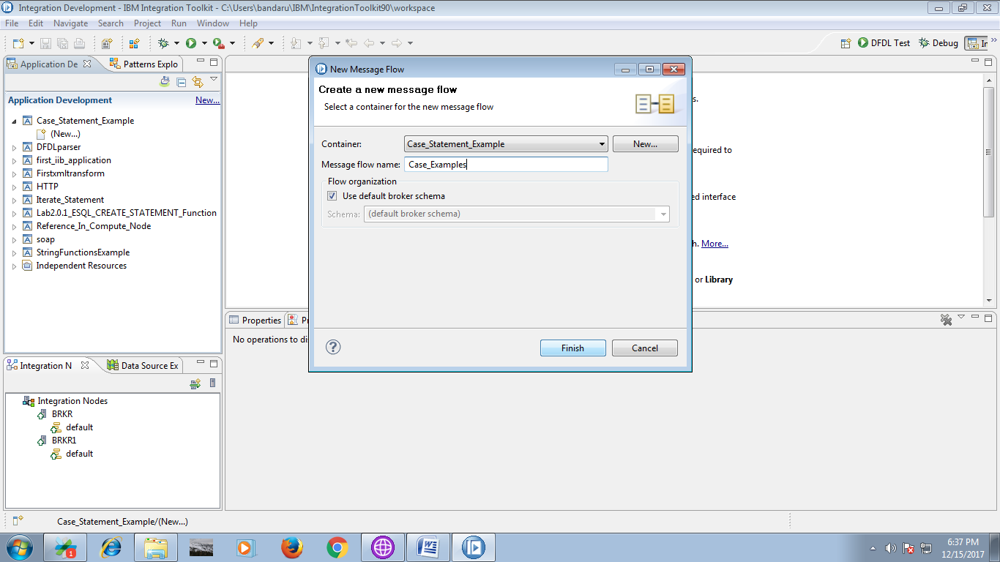 Integration Development - IBM Integration Toolkit - C:\Users\bandaru\IBM\IntegrationToolkit90\workspace
File Edit Navigate Search Project Run Window Help
DFDL Test Debug
Application De Patterns Explo
Application Development New...
Case_Statement_Example
(New...)
DFDLparser
first_iib_application
Firstxmltransform
HTTP
Iterate_Statement
Lab2.0.1_ESQL_CREATE_STATEMENT_Function
Reference_In_Compute_Node
soap
StringFunctionsExample
Independent Resources
New Message Flow
Create a new message flow
Select a container for the new message flow
Container: Case_Statement_Example New...
Message flow name: Case_Examples
Flow organization
Use default broker schema
Schema: (default broker schema)
Finish Cancel
s.
equired to
ed interface
h. More...
or Library
Properties P
No operations to di
Integration N Data Source Ex
Integration Nodes
BRKR
default
BRKR1
default
Case_Statement_Example/(New...)
1
6:37 PM
12/15/2017